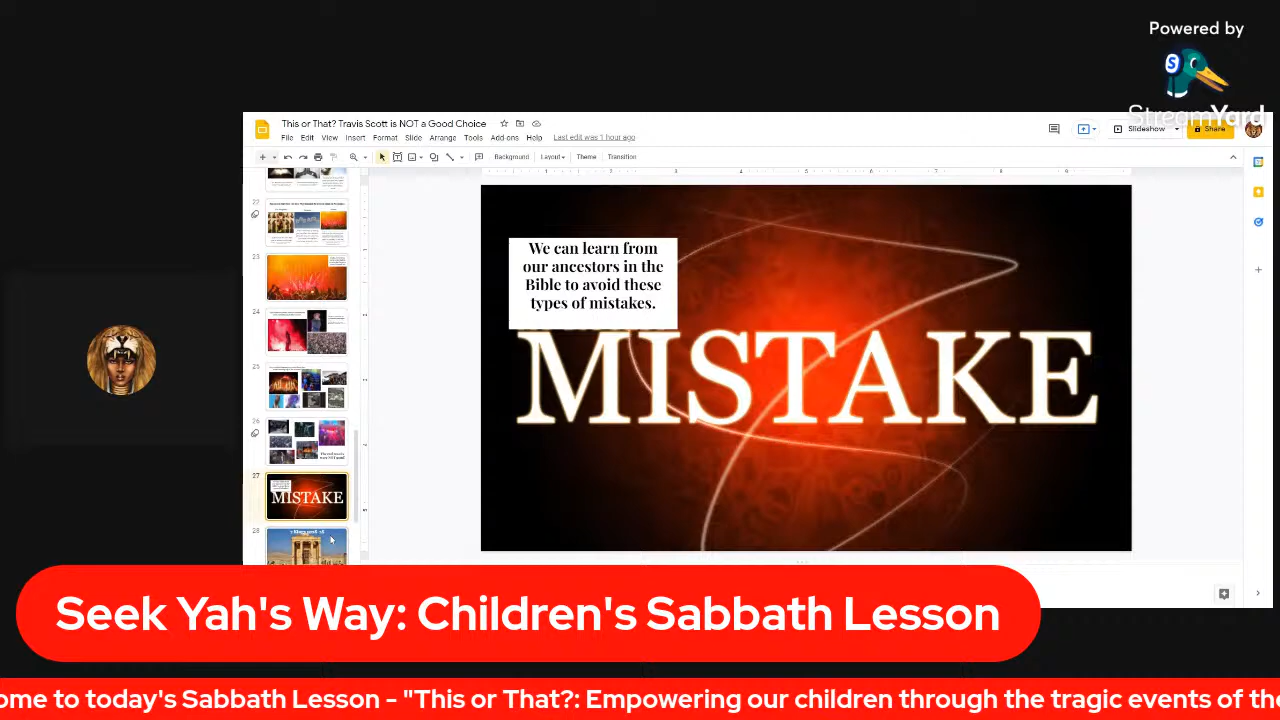 Powered by
StreamYard
This or That? Travis Scott is NOT a Good Choice
File Edit View Insert Format Slide Arrange Tools Add-ons Help Last edit was 1 hour ago
Slideshow
Share
Background Layout Theme Transition
22
23
24
25
26
27
28
We can learn from
our ancestors in the
Bible to avoid these
types of mistakes.
MISTAKE
MISTAKE
Seek Yah's Way: Children's Sabbath Lesson
ome to today's Sabbath Lesson - "This or That?: Empowering our children through the tragic events of the